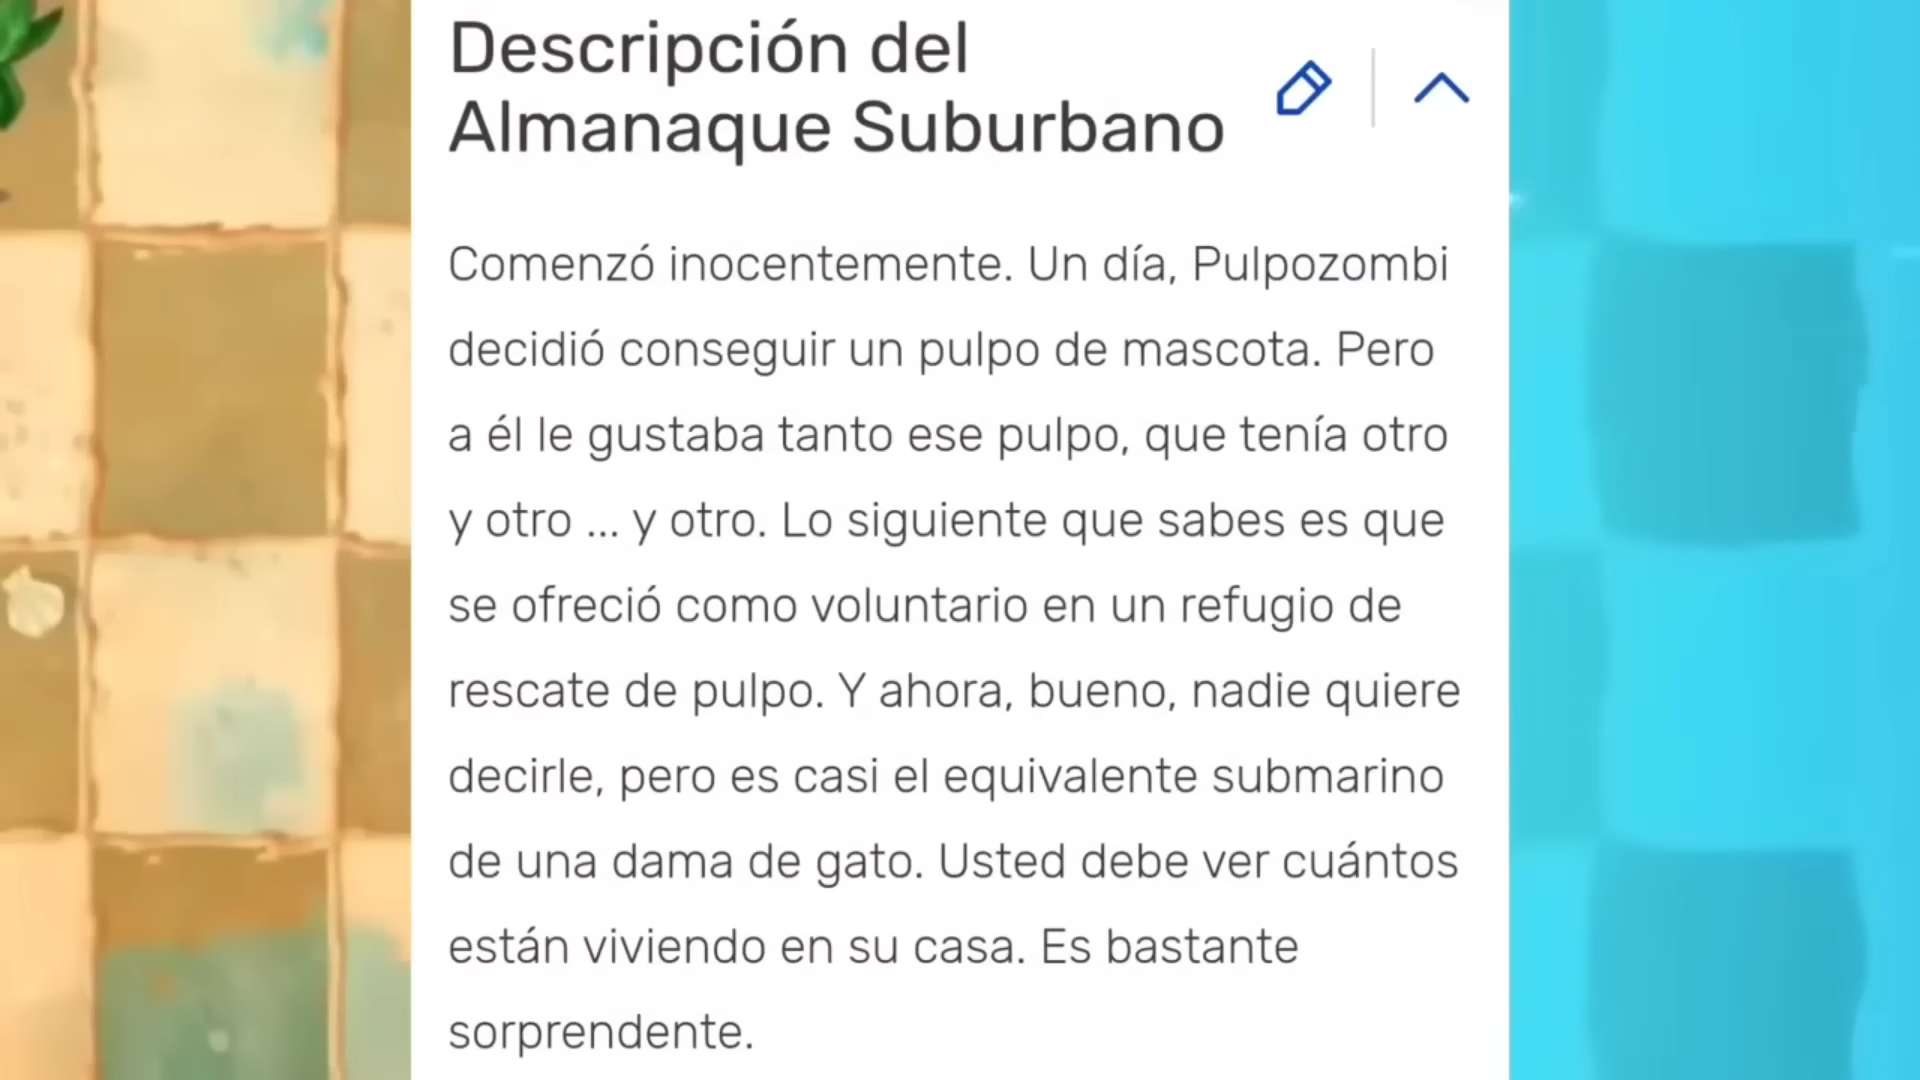 Descripción del
Almanaque Suburbano
Comenzó inocentemente. Un día, Pulpozombi
decidió conseguir un pulpo de mascota. Pero
a él le gustaba tanto ese pulpo, que tenía otro
y otro ... y otro. Lo siguiente que sabes es que
se ofreció como voluntario en un refugio de
rescate de pulpo. Y ahora, bueno, nadie quiere
decirle, pero es casi el equivalente submarino
de una dama de gato. Usted debe ver cuántos
están viviendo en su casa. Es bastante
sorprendente.